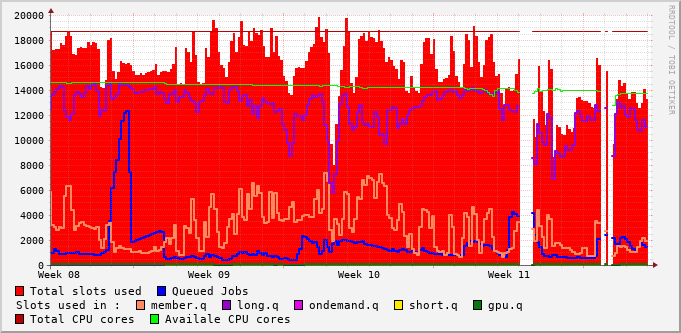 20000
18000
16000
14000
12000
10000
8000
6000
4000
2000
0
Week 08 Week 09 Week 10 Week 11
RRDTOOL / TOBI OETIKER
Total slots used Queued Jobs
Slots used in : member.q long.q ondemand.q short.q gpu.q
Total CPU cores Availale CPU cores